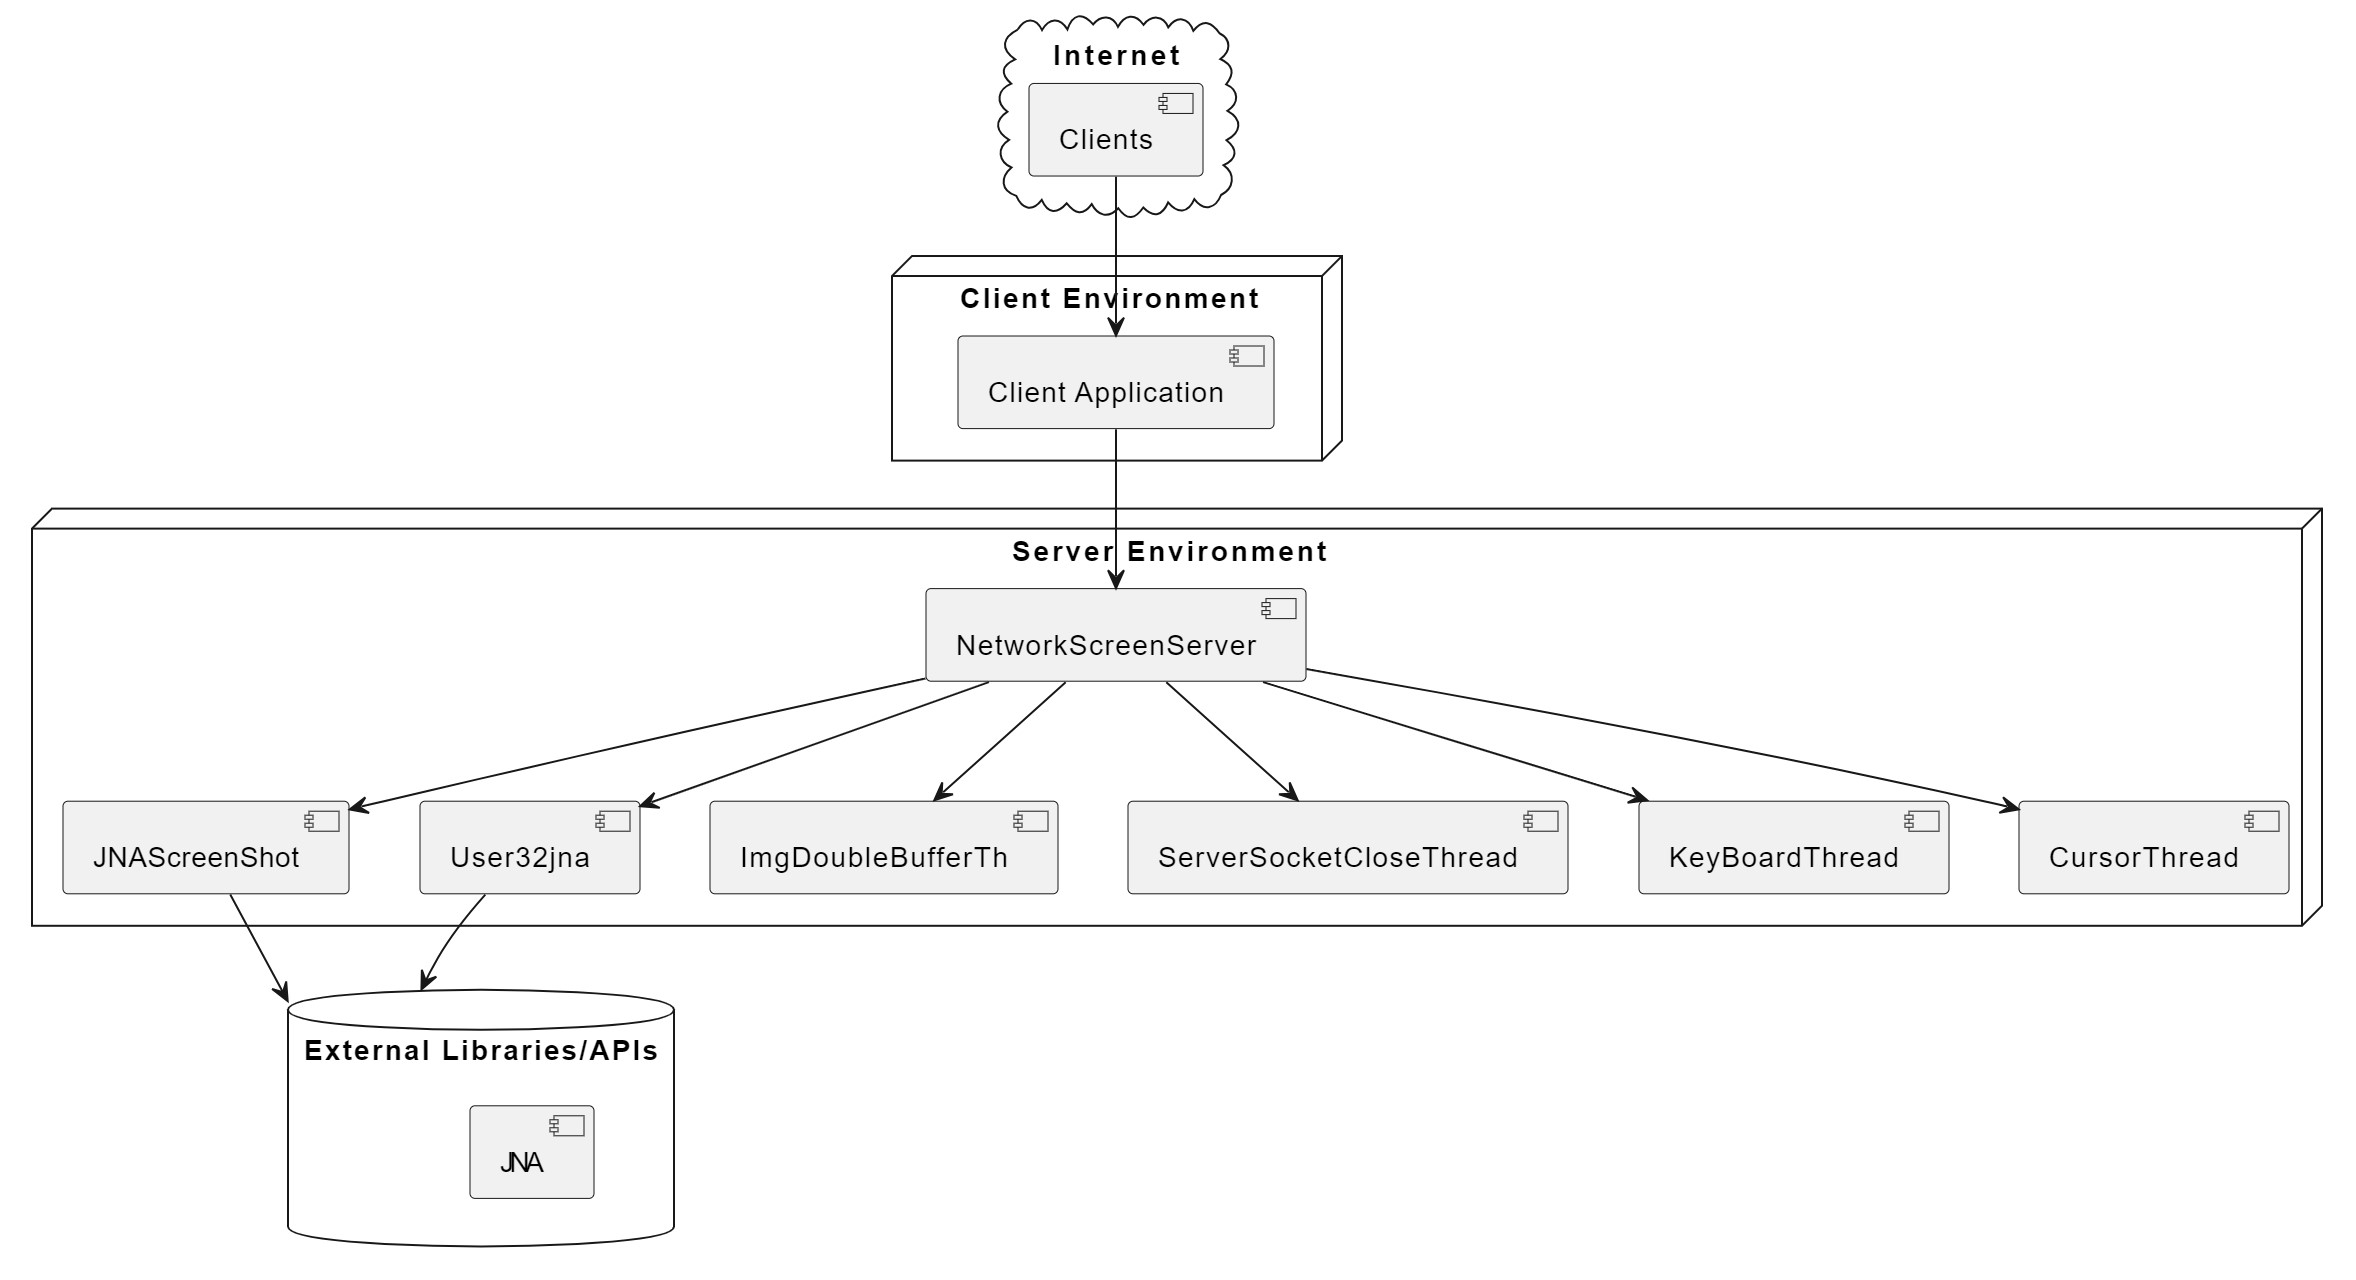 Internet
Clients
Client Environment
Client Application
Server Environment
NetworkScreenServer
JNAScreenShot
User32jna
ImgDoubleBufferTh
ServerSocketCloseThread
KeyBoardThread
CursorThread
External Libraries/APIs
JNA